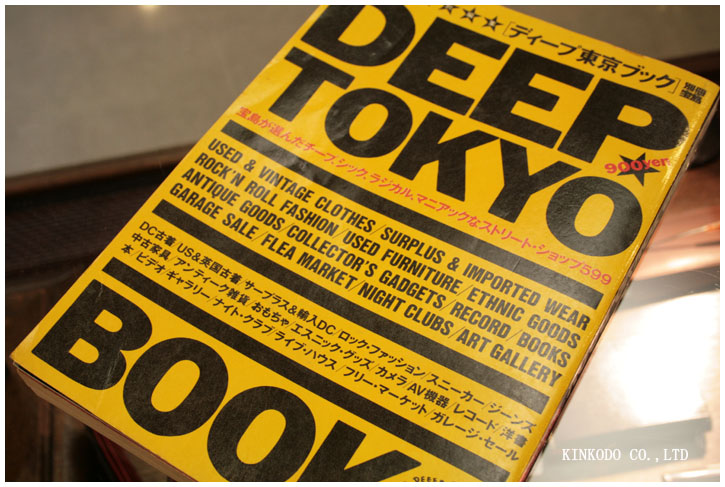 ☆☆☆[ディープ東京ブック]
別冊宝島
DEEP
TOKYO
900yen
宝島が選んだチープ、シック、ラジカル、マニアックなストリート・ショップ599
USED & VINTAGE CLOTHES/SURPLUS & IMPORTED WEAR
ROCK'N ROLL FASHION/USED FURNITURE/ETHNIC GOODS
ANTIQUE GOODS/COLLECTOR'S GADGETS/RECORD/BOOKS
GARAGE SALE/FLEA MARKET/NIGHT CLUBS/ART GALLERY
DC古着/US&英国古着/サープラス&輸入DC/ロック・ファッション/スニーカー/ジーンズ
中古家具/アンティーク雑貨/おもちゃ/エスニック・グッズ/カメラ/AV機器/レコード/洋書
本/ビデオ/ギャラリー/ナイト・クラブ/ライブ・ハウス/フリー・マーケット/ガレージ・セール
BOOK
KINKODO CO.,LTD